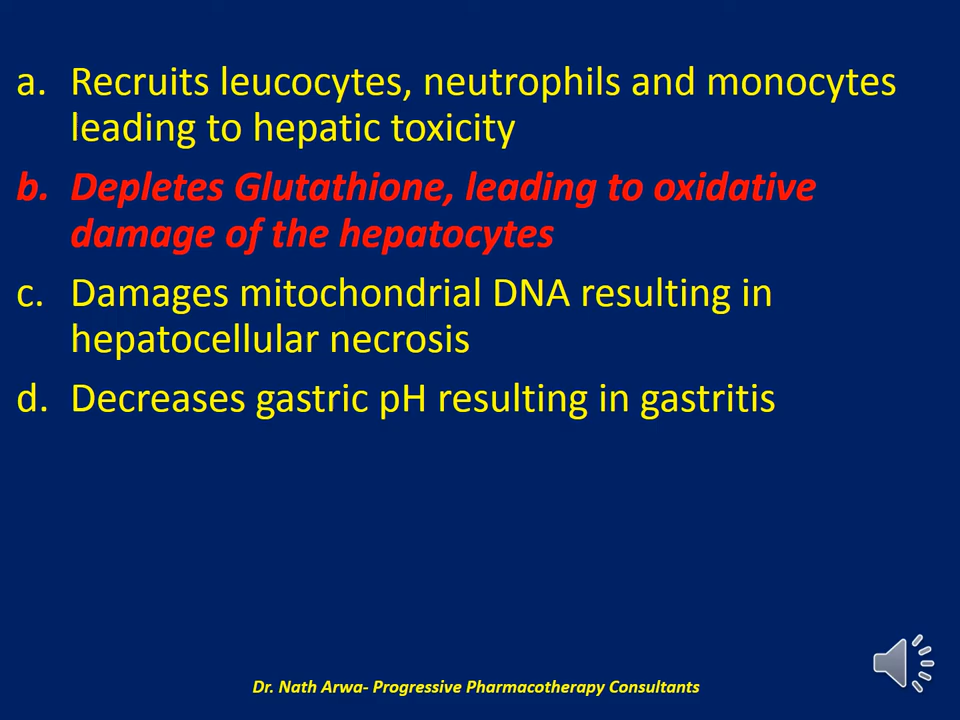 a. Recruits leucocytes, neutrophils and monocytes
leading to hepatic toxicity
b. Depletes Glutathione, leading to oxidative
damage of the hepatocytes
c. Damages mitochondrial DNA resulting in
hepatocellular necrosis
d. Decreases gastric pH resulting in gastritis
Dr. Nath Arwa- Progressive Pharmacotherapy Consultants